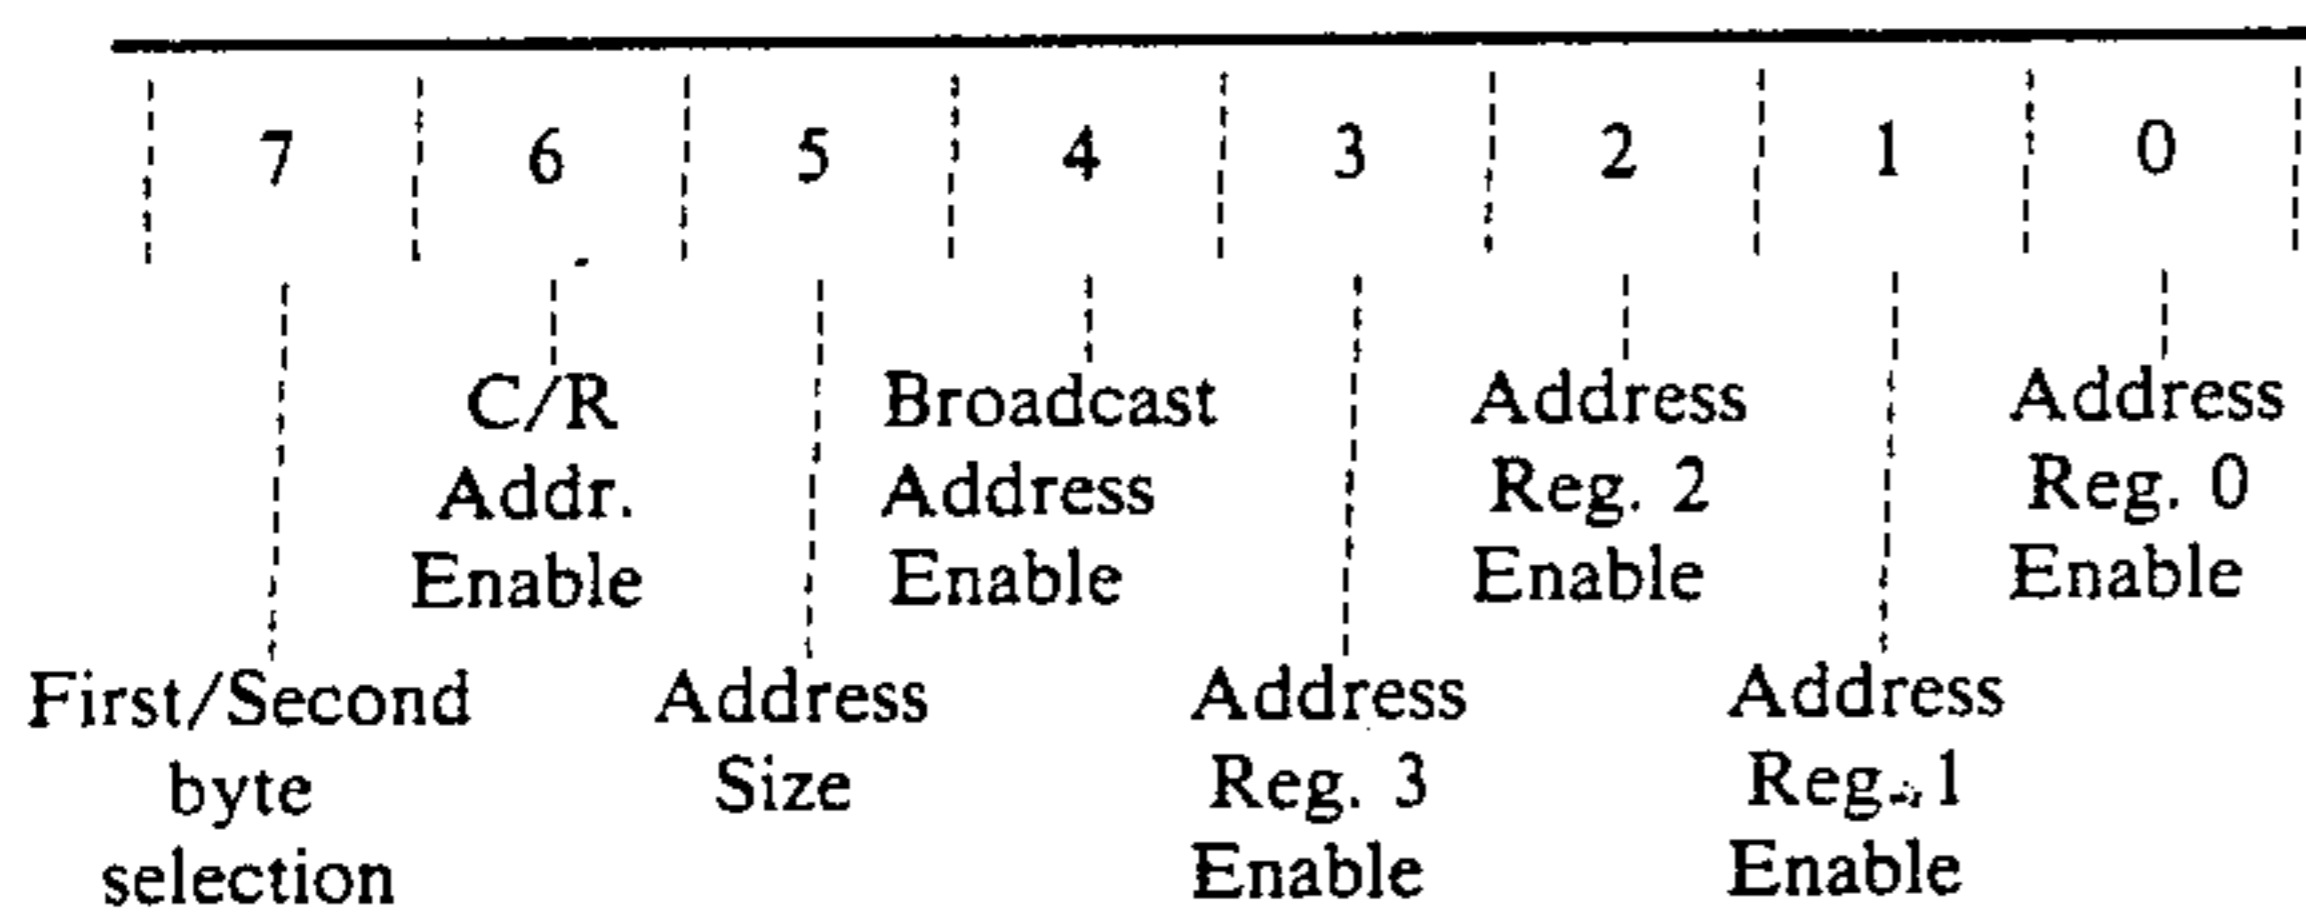 7 6 5 4 3 2 1 0
C/R
Addr.
Enable
Broadcast
Address
Enable
Address
Reg. 2
Enable
Address
Reg. 0
Enable
First/Second
byte
selection
Address
Size
Address
Reg. 3
Enable
Address
Reg. 1
Enable